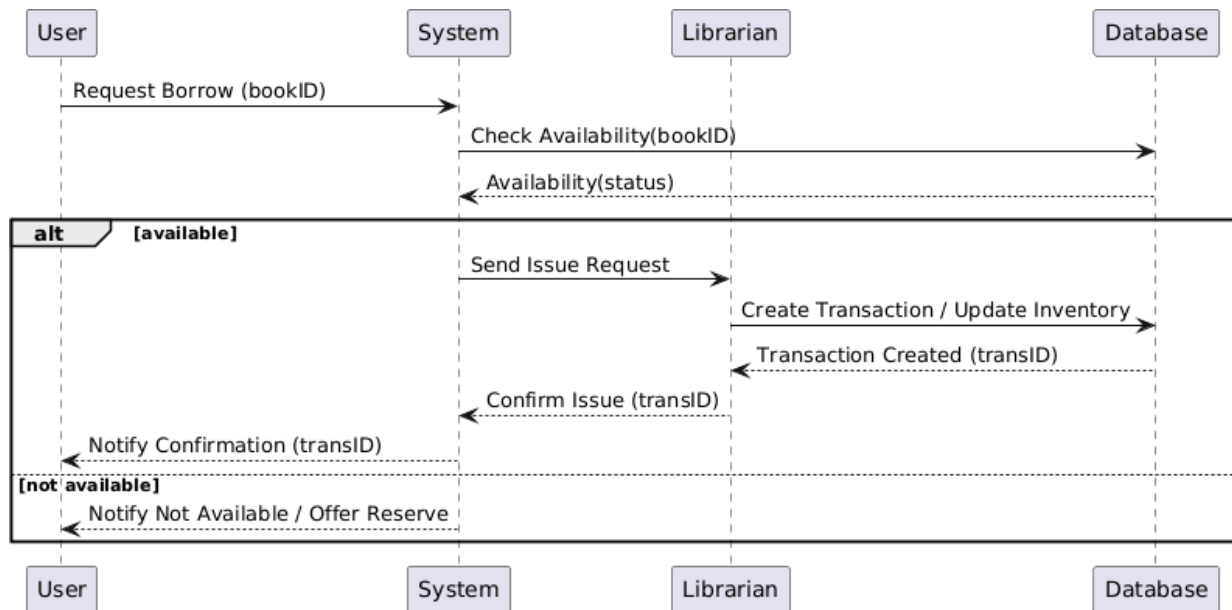 User System Librarian Database
Request Borrow (bookID)
Check Availability(bookID)
Availability(status)
alt [available]
Send Issue Request
Create Transaction / Update Inventory
Transaction Created (transID)
Confirm Issue (transID)
Notify Confirmation (transID)
[not available]
Notify Not Available / Offer Reserve
User System Librarian Database